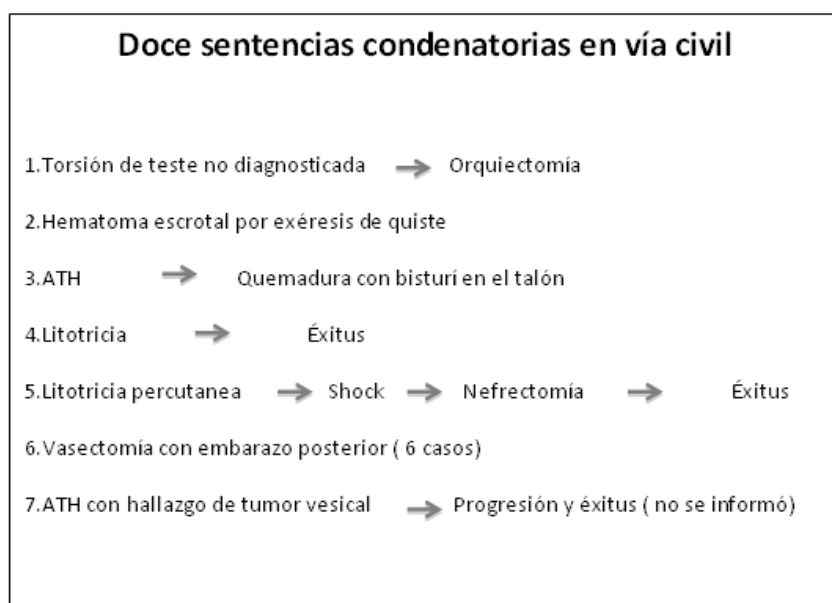 Doce sentencias condenatorias en vía civil
1.Torsión de teste no diagnosticada → Orquiectomía
2.Hematoma escrotal por exéresis de quiste
3.ATH → Quemadura con bisturí en el talón
4.Litotricia → Éxitus
5.Litotricia percutanea → Shock → Nefrectomía → Éxitus
6.Vasectomía con embarazo posterior ( 6 casos)
7.ATH con hallazgo de tumor vesical → Progresión y éxitus ( no se informó)